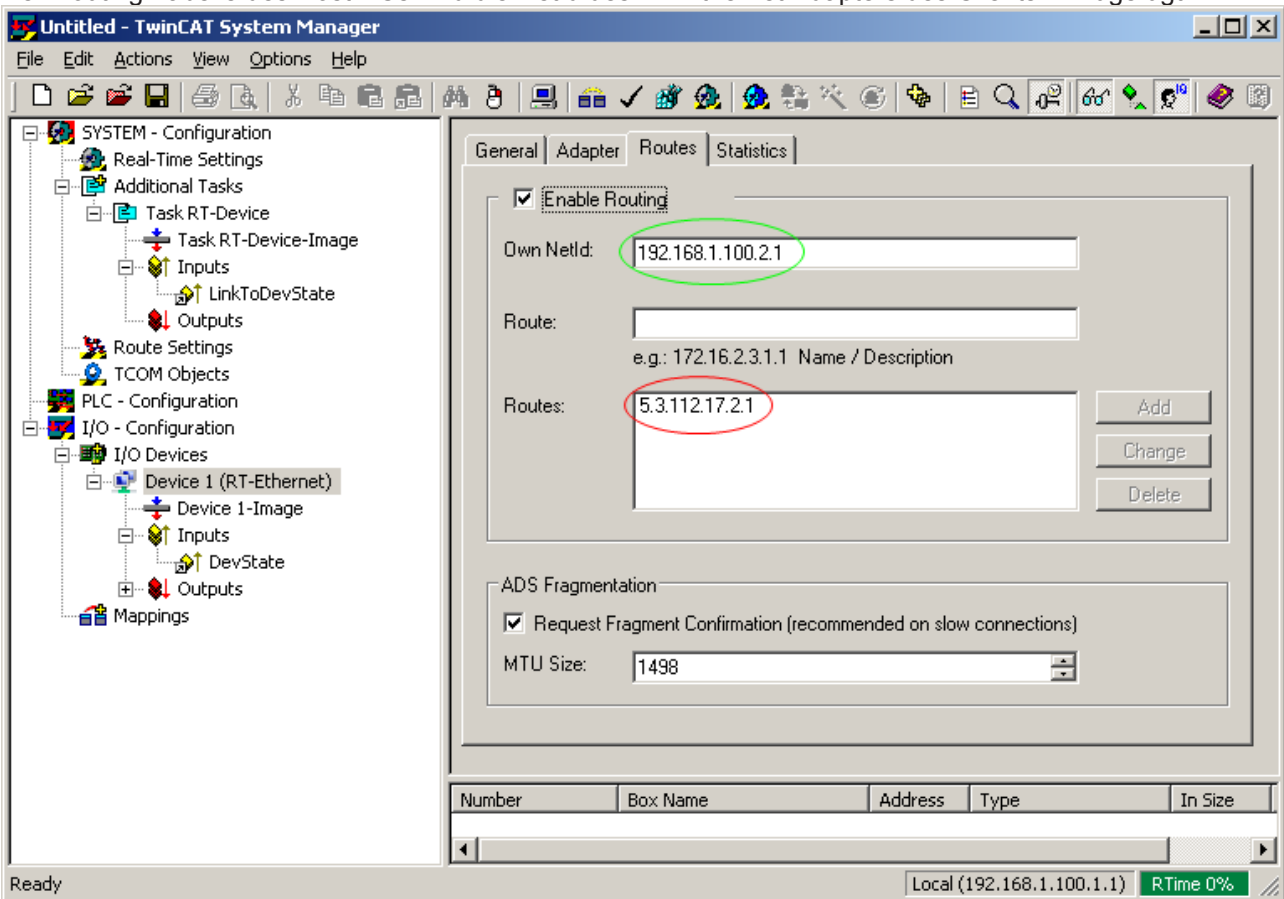 Untitled - TwinCAT System Manager
File Edit Actions View Options Help
SYSTEM - Configuration
Real-Time Settings
Additional Tasks
Task RT-Device
Task RT-Device-Image
Inputs
LinkToDevState
Outputs
Route Settings
TCOM Objects
PLC - Configuration
I/O - Configuration
I/O Devices
Device 1 (RT-Ethernet)
Device 1-Image
Inputs
DevState
Outputs
Mappings
General Adapter Routes Statistics
Enable Routing
Own NetId: 192.168.1.100.2.1
Route:
e.g.: 172.16.2.3.1.1 Name / Description
Routes: 5.3.112.17.2.1
Add
Change
Delete
ADS Fragmentation
Request Fragment Confirmation (recommended on slow connections)
MTU Size: 1498
Number Box Name Address Type In Size
Ready Local (192.168.1.100.1.1) RTime 0%